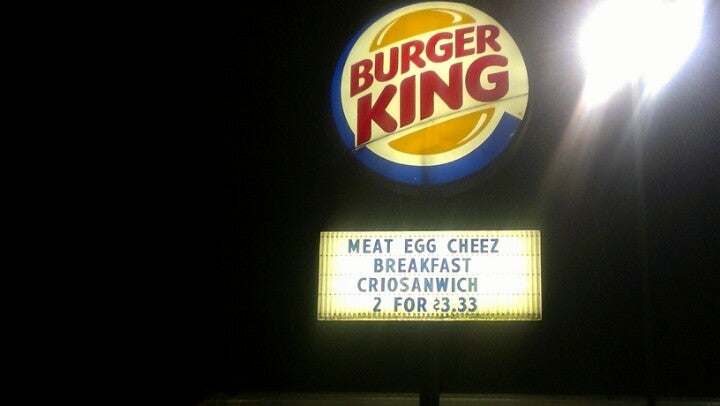 BURGER
KING
MEAT EGG CHEEZ
BREAKFAST
CRIOSANWICH
2 FOR $3.33